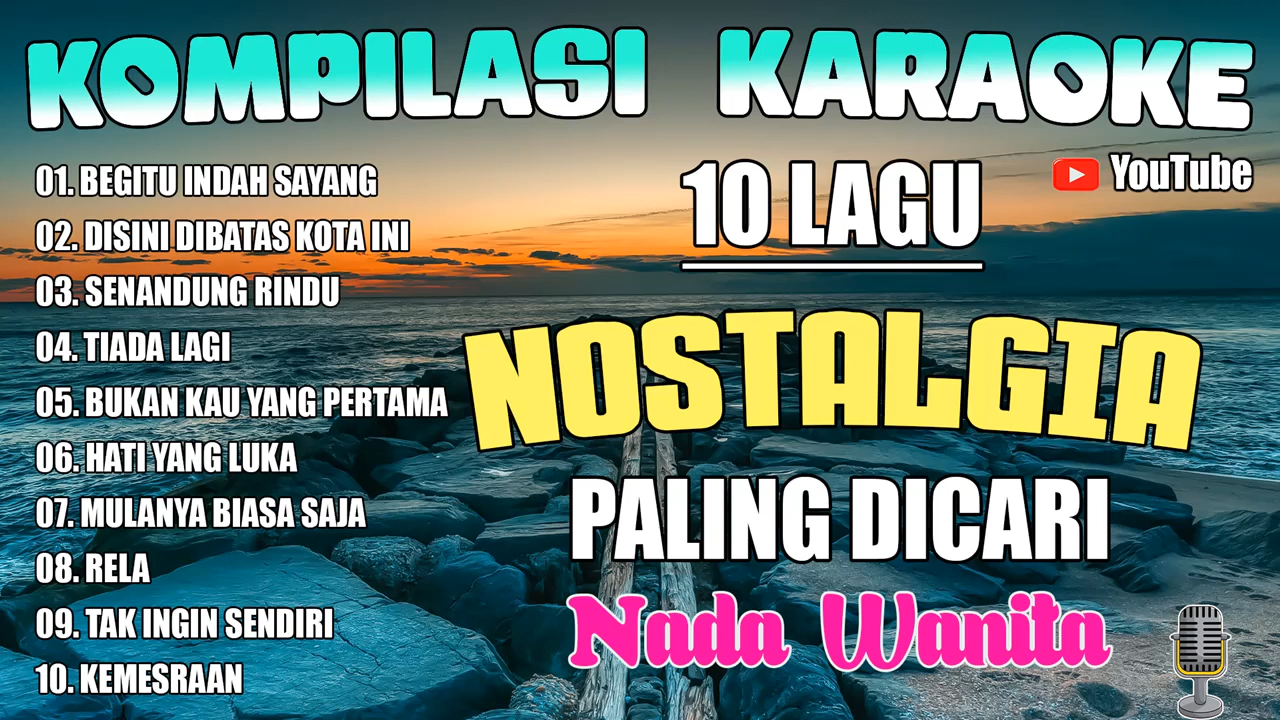 KOMPILASI KARAOKE
01. BEGITU INDAH SAYANG
02. DISINI DIBATAS KOTA INI
03. SENANDUNG RINDU
04. TIADA LAGI
05. BUKAN KAU YANG PERTAMA
06. HATI YANG LUKA
07. MULANYA BIASA SAJA
08. RELA
09. TAK INGIN SENDIRI
10. KEMESRAAN
YouTube
10 LAGU
NOSTALGIA
PALING DICARI
Nada Wanita